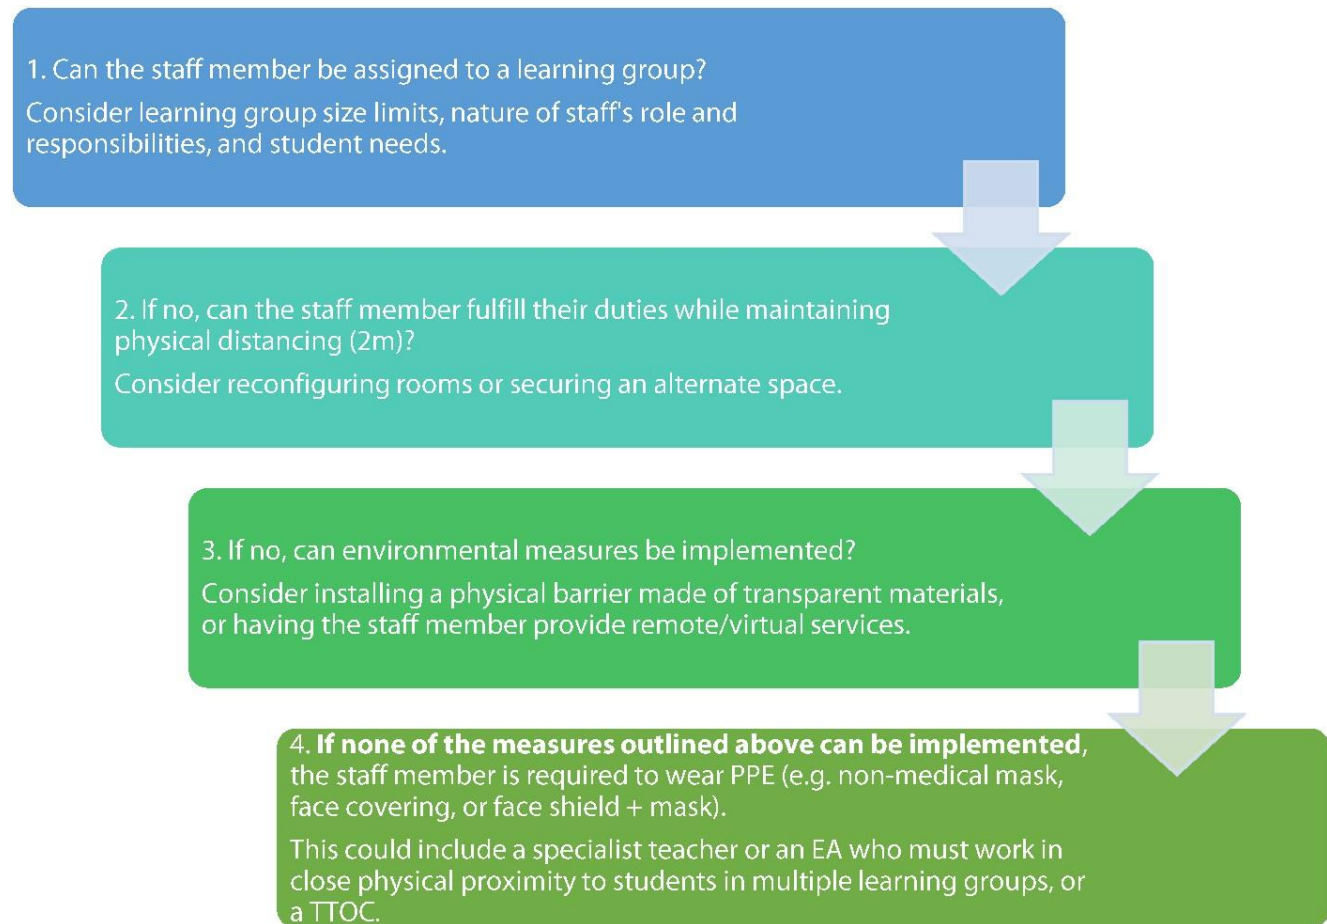 1. Can the staff member be assigned to a learning group?
Consider learning group size limits, nature of staff's role and
responsibilities, and student needs.
2. If no, can the staff member fulfill their duties while maintaining
physical distancing (2m)?
Consider reconfiguring rooms or securing an alternate space.
3. If no, can environmental measures be implemented?
Consider installing a physical barrier made of transparent materials,
or having the staff member provide remote/virtual services.
4. If none of the measures outlined above can be implemented,
the staff member is required to wear PPE (e.g. non-medical mask,
face covering, or face shield + mask).
This could include a specialist teacher or an EA who must work in
close physical proximity to students in multiple learning groups, or
a TTOC.